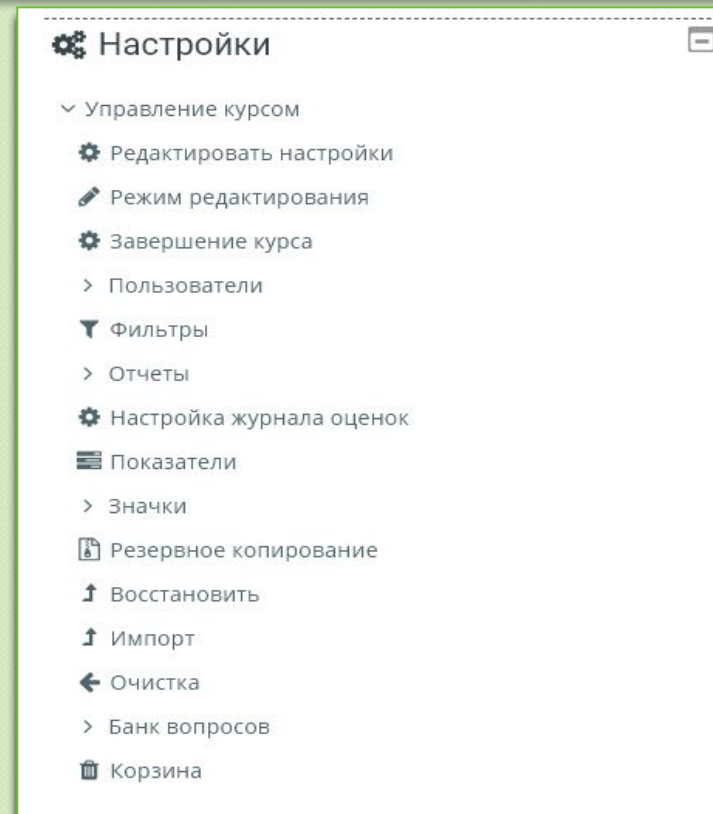 Настройки
Управление курсом
Редактировать настройки
Режим редактирования
Завершение курса
Пользователи
Фильтры
Отчеты
Настройка журнала оценок
Показатели
Значки
Резервное копирование
Восстановить
Импорт
Очистка
Банк вопросов
Корзина